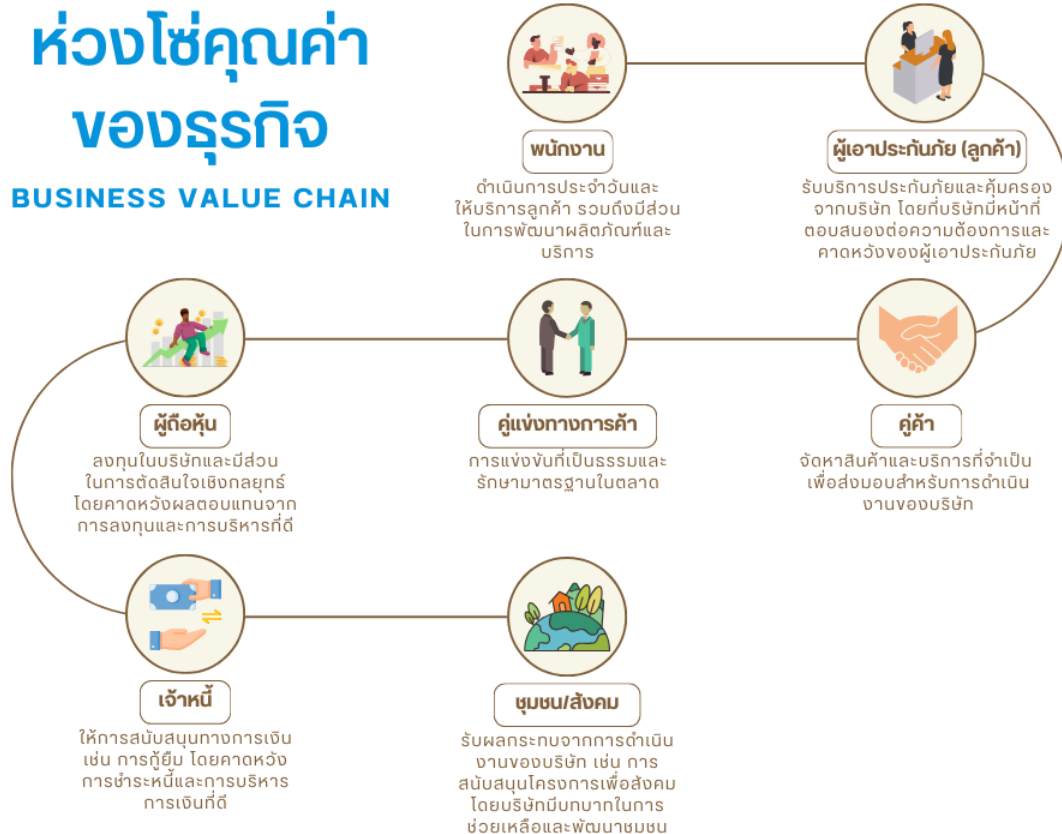 ห่วงโซ่คุณค่า
ของธุรกิจ
BUSINESS VALUE CHAIN
พนักงาน
ดำเนินการประจำวันและ
ให้บริการลูกค้า รวมถึงมีส่วน
ในการพัฒนาผลิตภัณฑ์และ
บริการ
ผู้เอาประกันภัย (ลูกค้า)
รับบริการประกันภัยและคุ้มครอง
จากบริษัท โดยที่บริษัทมีหน้าที่
ตอบสนองต่อความต้องการและ
คาดหวังของผู้เอาประกันภัย
คู่ค้า
จัดหาสินค้าและบริการที่จำเป็น
เพื่อส่งมอบสำหรับการดำเนิน
งานของบริษัท
คู่แข่งทางการค้า
การแข่งขันที่เป็นธรรมและ
รักษามาตรฐานในตลาด
ผู้ถือหุ้น
ลงทุนในบริษัทและมีส่วน
ในการตัดสินใจเชิงกลยุทธ์
โดยคาดหวังผลตอบแทนจาก
การลงทุนและการบริหารที่ดี
เจ้าหนี้
ให้การสนับสนุนทางการเงิน
เช่น การกู้ยืม โดยคาดหวัง
การชำระหนี้และการบริหาร
การเงินที่ดี
ชุมชน/สังคม
รับผลกระทบจากการดำเนิน
งานของบริษัท เช่น การ
สนับสนุนโครงการเพื่อสังคม
โดยบริษัทมีบทบาทในการ
ช่วยเหลือและพัฒนาชุมชน